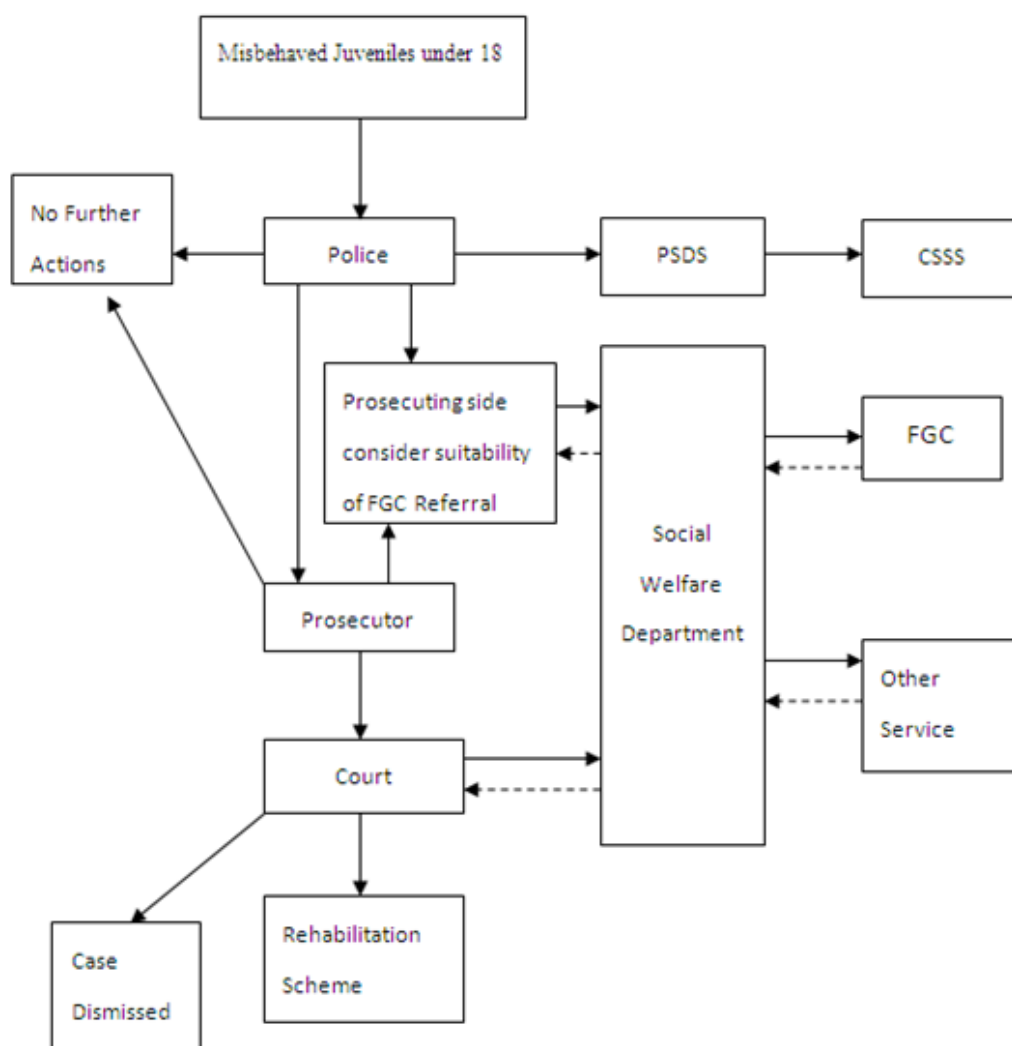 Misbehaved Juveniles under 18
No Further
Actions
Police
PSDS
CSSS
Prosecuting side
consider suitability
of FGC Referral
FGC
Social
Welfare
Department
Prosecutor
Other
Service
Court
Rehabilitation
Scheme
Case
Dismissed